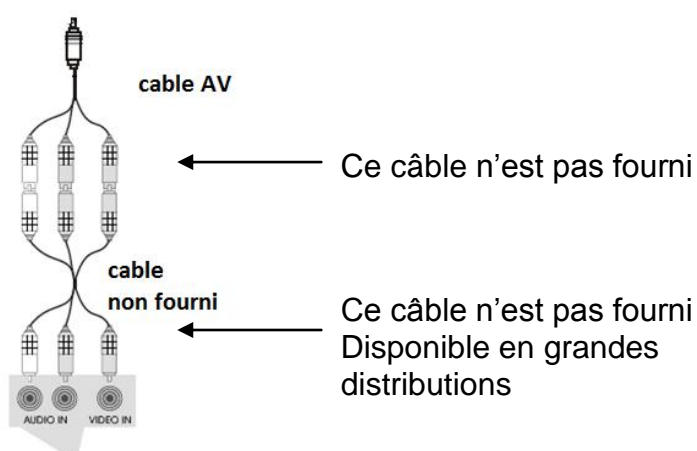 cable AV
Ce câble n’est pas fourni
cable
non fourni
Ce câble n’est pas fourni
Disponible en grandes
distributions
AUDIO IN
VIDEO IN